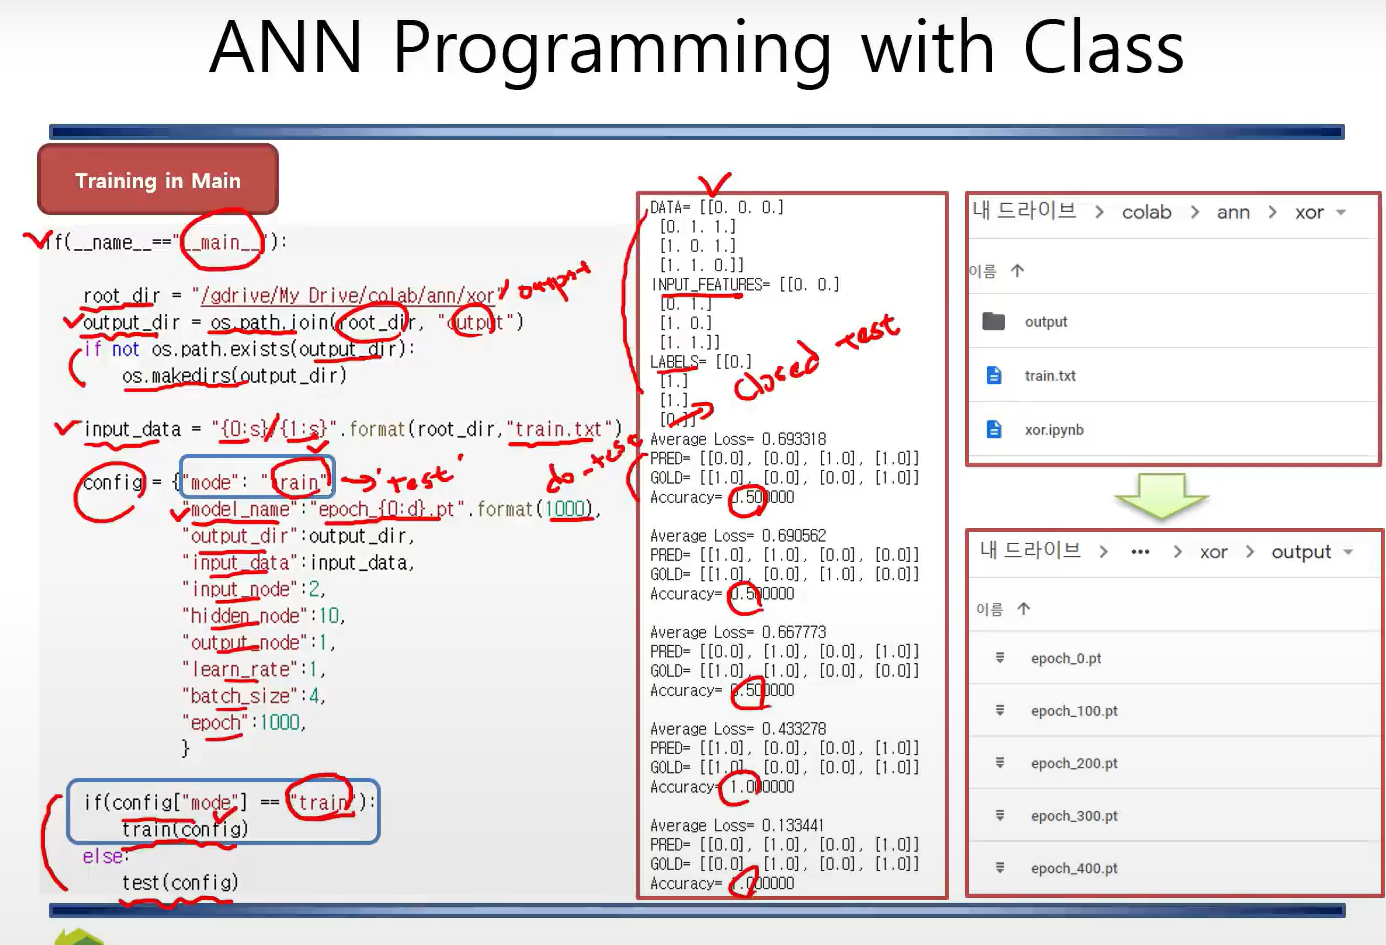 ANN Programming with Class
Training in Main
if(__name__=="__main__"):
root_dir = "/gdrive/My Drive/colab/ann/xor"
/ output
output_dir = os.path.join(root_dir, "output")
if not os.path.exists(output_dir):
os.makedirs(output_dir)
input_data = "{0:s}/{1:s}".format(root_dir,"train.txt")
config = {"mode": "train",
→ 'test'
"model_name":"epoch_{0:d}.pt".format(1000),
"output_dir":output_dir,
"input_data":input_data,
"input_node":2,
"hidden_node":10,
"output_node":1,
"learn_rate":1,
"batch_size":4,
"epoch":1000,
}
if(config["mode"] == "train"):
train(config)
else:
test(config)
DATA= [[0. 0. 0.]
[0. 1. 1.]
[1. 0. 1.]
[1. 1. 0.]]
INPUT_FEATURES= [[0. 0.]
[0. 1.]
[1. 0.]
[1. 1.]]
LABELS= [[0.]
[1.]
[1.]
[0.]]
closed test
do-test
Average Loss= 0.693318
PRED= [[0.0], [0.0], [1.0], [1.0]]
GOLD= [[1.0], [0.0], [0.0], [1.0]]
Accuracy= 0.500000
Average Loss= 0.690562
PRED= [[1.0], [1.0], [0.0], [0.0]]
GOLD= [[1.0], [0.0], [1.0], [0.0]]
Accuracy= 0.500000
Average Loss= 0.667773
PRED= [[0.0], [1.0], [0.0], [1.0]]
GOLD= [[1.0], [1.0], [0.0], [0.0]]
Accuracy= 0.500000
Average Loss= 0.433278
PRED= [[1.0], [0.0], [0.0], [1.0]]
GOLD= [[1.0], [0.0], [0.0], [1.0]]
Accuracy= 1.000000
Average Loss= 0.133441
PRED= [[0.0], [1.0], [0.0], [1.0]]
GOLD= [[0.0], [1.0], [0.0], [1.0]]
Accuracy= 1.000000
내 드라이브 > colab > ann > xor
이름 ↑
output
train.txt
xor.ipynb
내 드라이브 > ... > xor > output
이름 ↑
epoch_0.pt
epoch_100.pt
epoch_200.pt
epoch_300.pt
epoch_400.pt